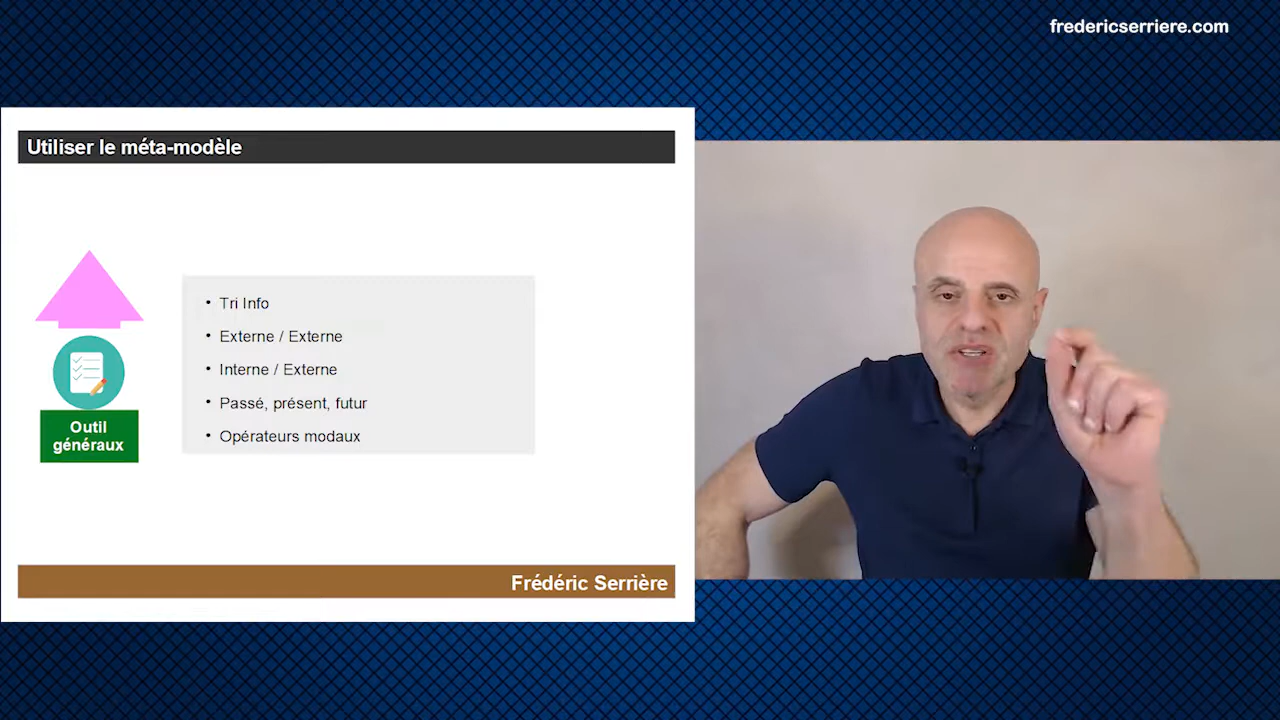 fredericserriere.com
Utiliser le méta-modèle
• Tri Info
• Externe / Externe
• Interne / Externe
• Passé, présent, futur
• Opérateurs modaux
Outil
généraux
Frédéric Serrière